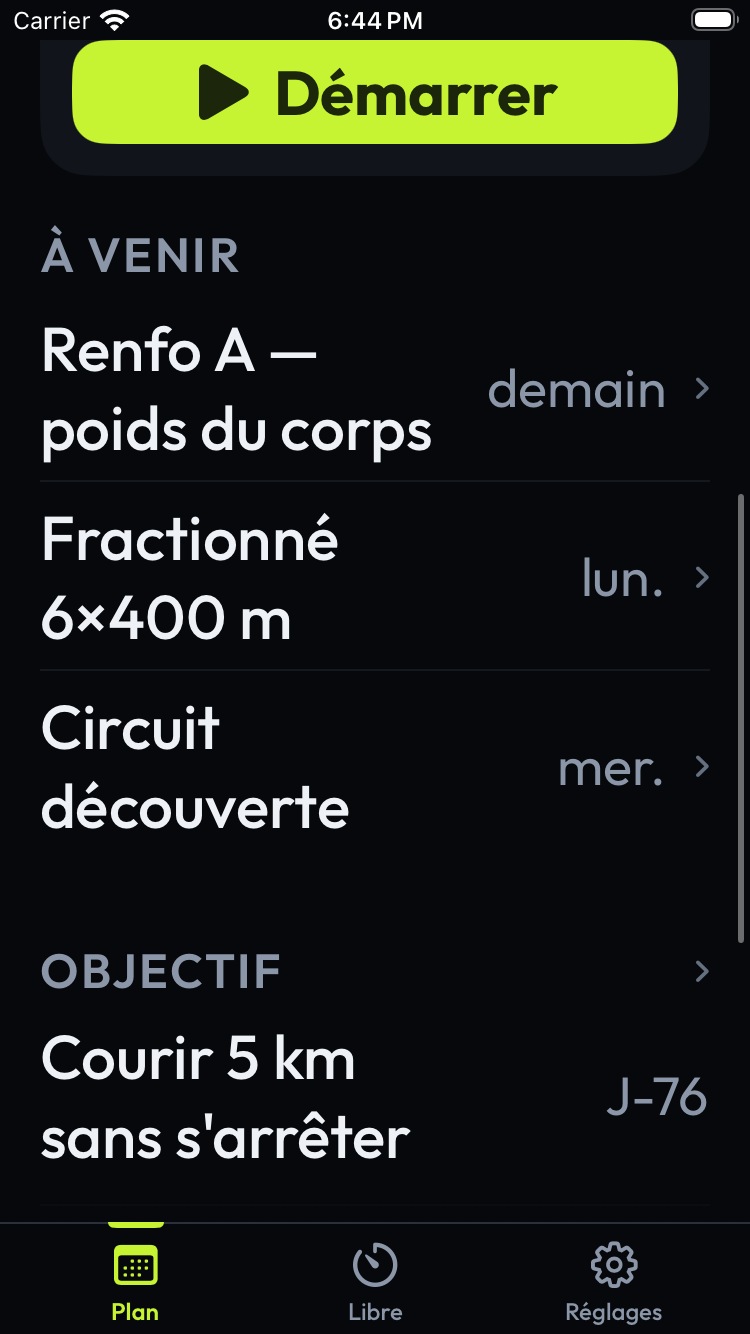 Carrier 6:44 PM
Démarrer
À VENIR
Renfo A —
poids du corps
demain
Fractionné
6×400 m
lun.
Circuit
découverte
mer.
OBJECTIF
Courir 5 km
sans s'arrêter
J-76
Plan
Libre
Réglages